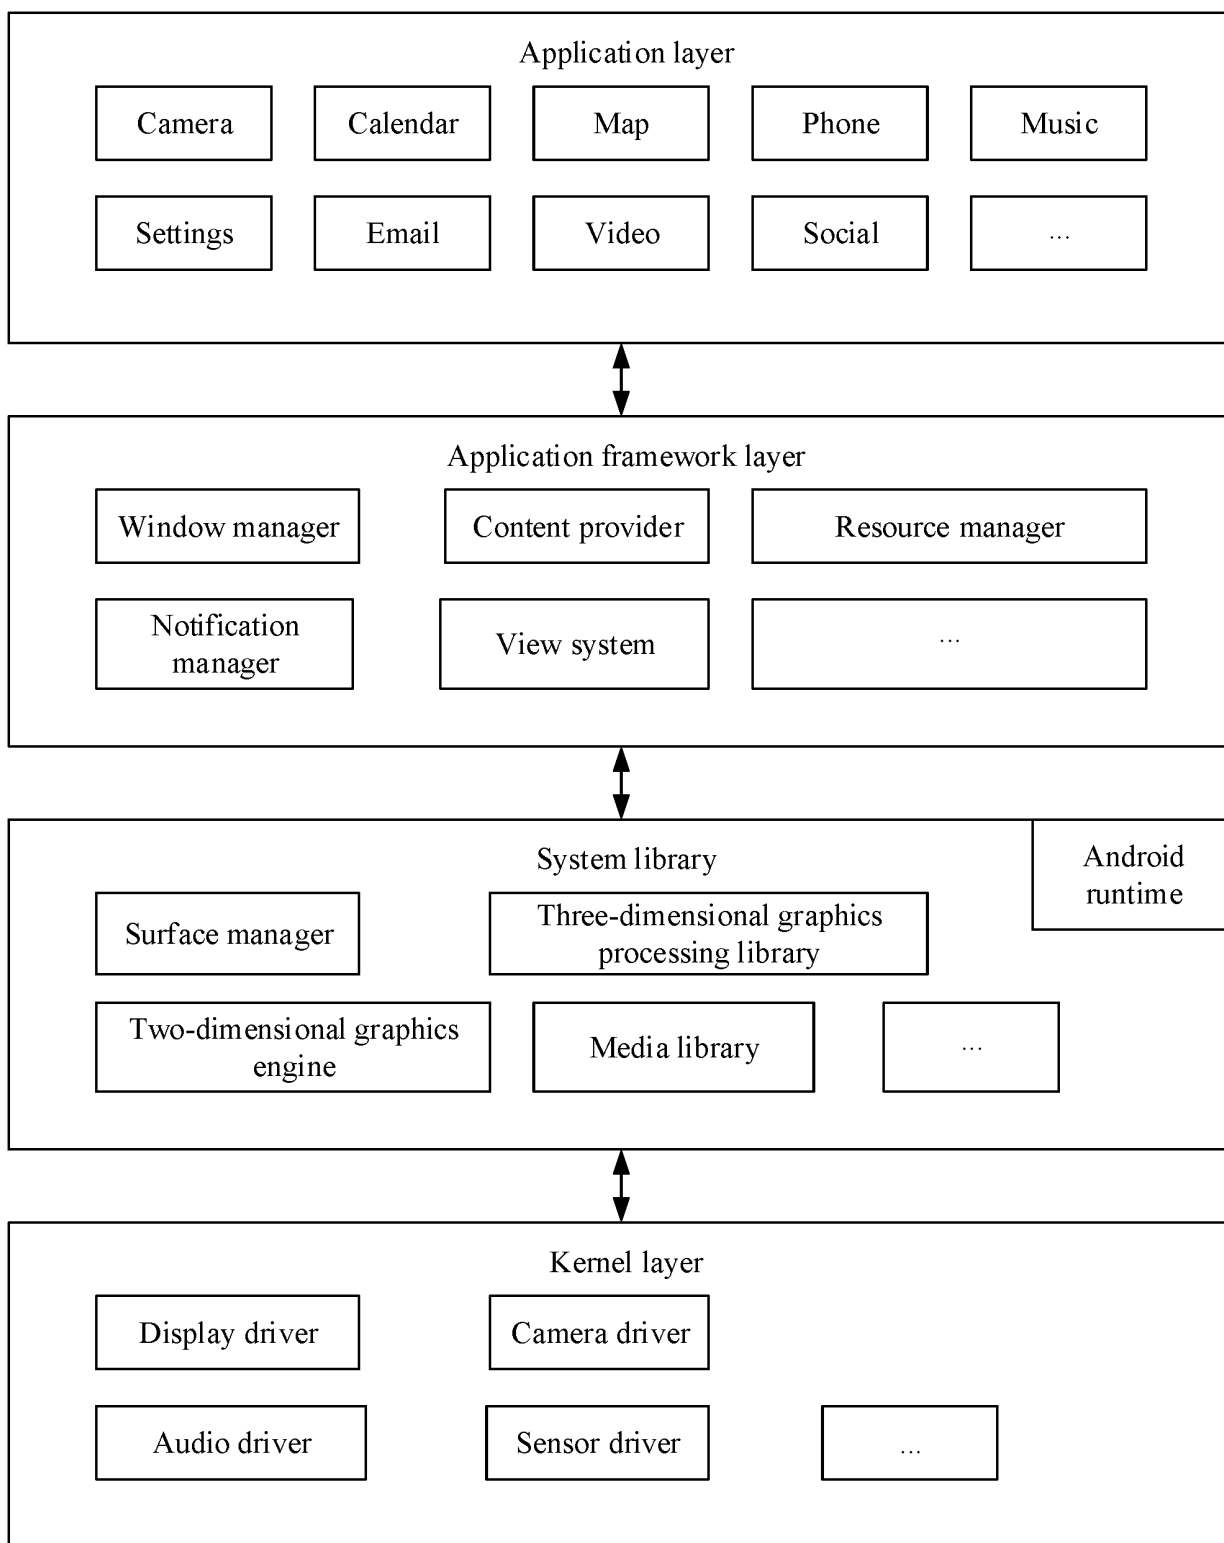 Application layer
Camera
Calendar
Map
Phone
Music
Settings
Email
Video
Social
...
Application framework layer
Window manager
Content provider
Resource manager
Notification
manager
View system
...
System library
Android
runtime
Surface manager
Three-dimensional graphics
processing library
Two-dimensional graphics
engine
Media library
...
Kernel layer
Display driver
Camera driver
Audio driver
Sensor driver
...